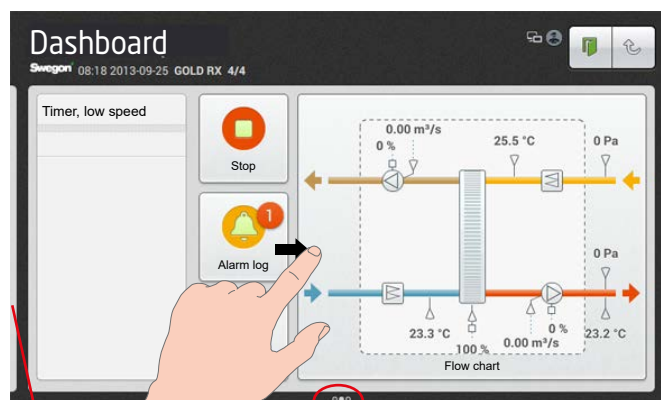 Dashboard
Swegon 08:18 2013-09-25 GOLD RX 4/4
Timer, low speed
Stop
1
Alarm log
0.00 m³/s
0 %
25.5 °C
0 Pa
0 Pa
23.3 °C
100 %
0.00 m³/s
0 %
23.2 °C
Flow chart